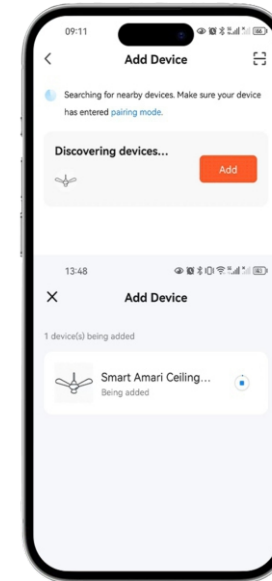 09:11
Add Device
Searching for nearby devices. Make sure your device
has entered pairing mode.
Discovering devices...
Add
13:48
Add Device
1 device(s) being added
Smart Amari Ceiling...
Being added